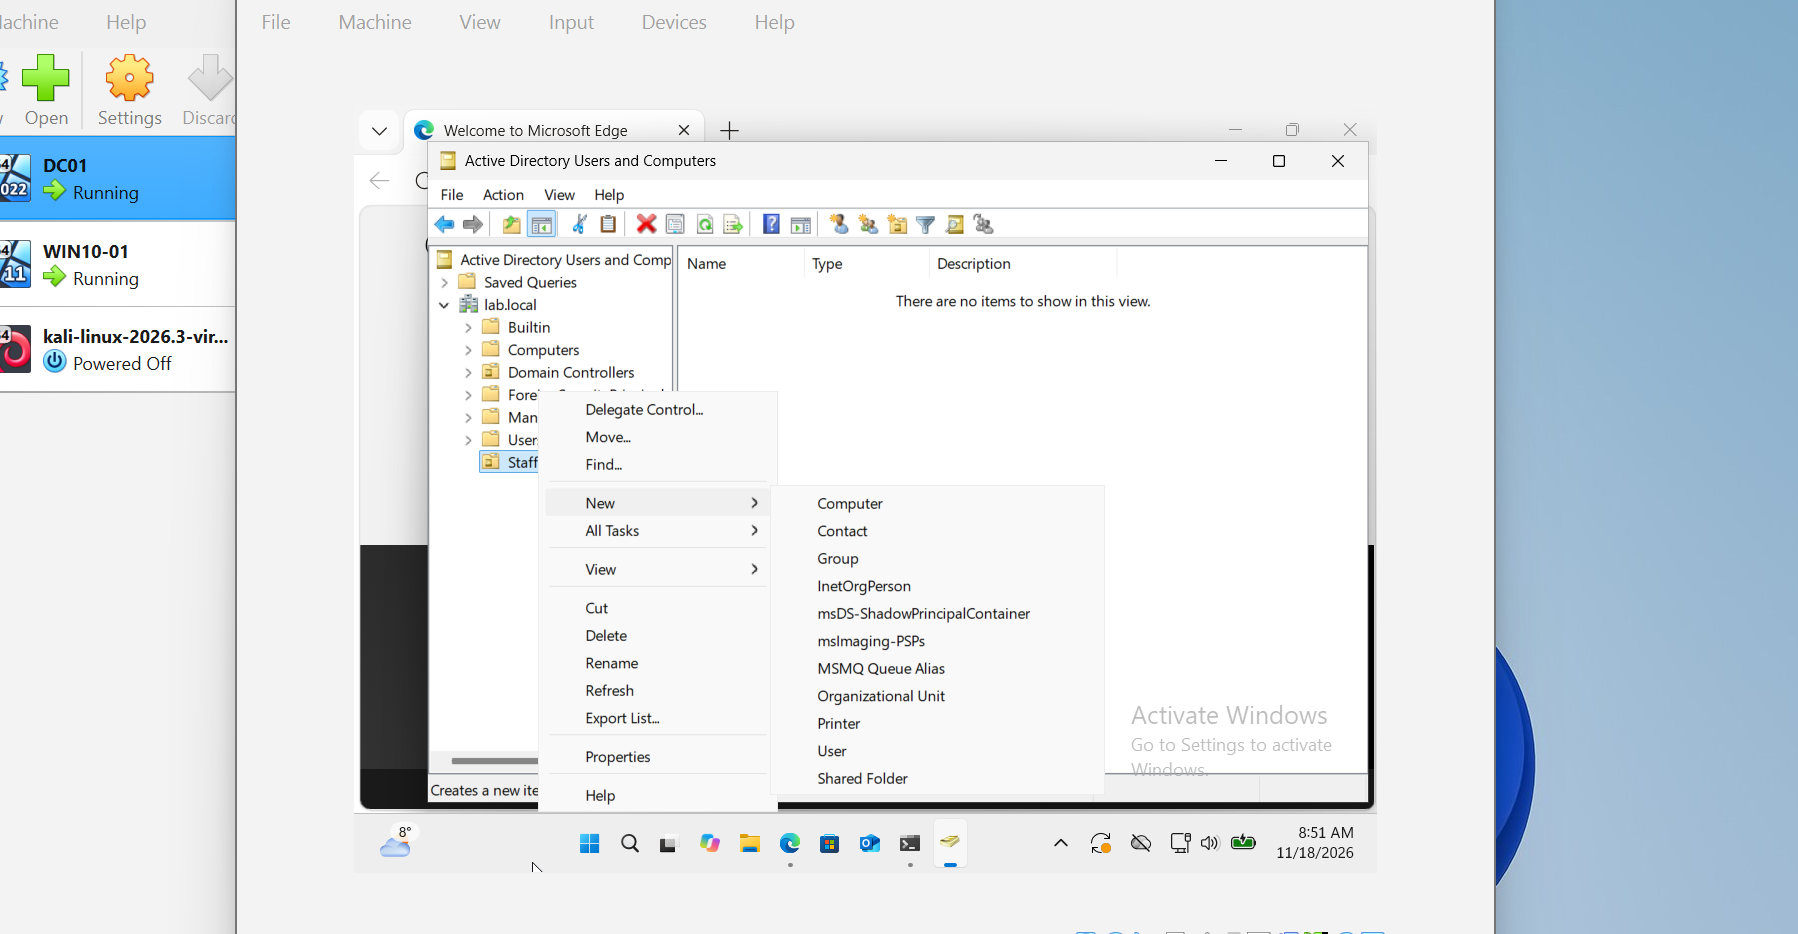 Help
Open
Settings
DC01
Running
WIN10-01
Running
kali-linux-2026.3-vir...
Powered Off
File Machine View Input Devices Help
Welcome to Microsoft Edge
Active Directory Users and Computers
File Action View Help
Active Directory Users and Comp
Saved Queries
lab.local
Builtin
Computers
Domain Controllers
Users
Staff
Name Type Description
There are no items to show in this view.
Delegate Control...
Move...
Find...
New
All Tasks
View
Cut
Delete
Rename
Refresh
Export List...
Properties
Help
Computer
Contact
Group
InetOrgPerson
msDS-ShadowPrincipalContainer
msImaging-PSPs
MSMQ Queue Alias
Organizational Unit
Printer
User
Shared Folder
Activate Windows
Go to Settings to activate
Windows.
Creates a new ite
8°
8:51 AM
11/18/2026